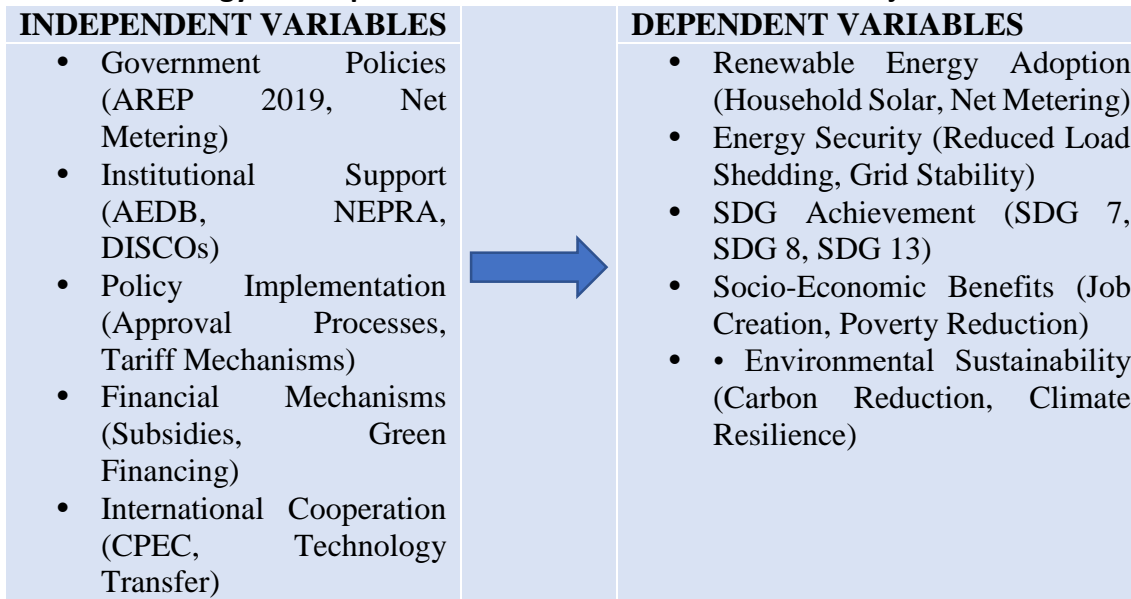 INDEPENDENT VARIABLES
• Government Policies
(AREP 2019, Net
Metering)
• Institutional Support
(AEDB, NEPRA,
DISCOs)
• Policy Implementation
(Approval Processes,
Tariff Mechanisms)
• Financial Mechanisms
(Subsidies, Green
Financing)
• International Cooperation
(CPEC, Technology
Transfer)
DEPENDENT VARIABLES
• Renewable Energy Adoption
(Household Solar, Net Metering)
• Energy Security (Reduced Load
Shedding, Grid Stability)
• SDG Achievement (SDG 7,
SDG 8, SDG 13)
• Socio-Economic Benefits (Job
Creation, Poverty Reduction)
• • Environmental Sustainability
(Carbon Reduction, Climate
Resilience)